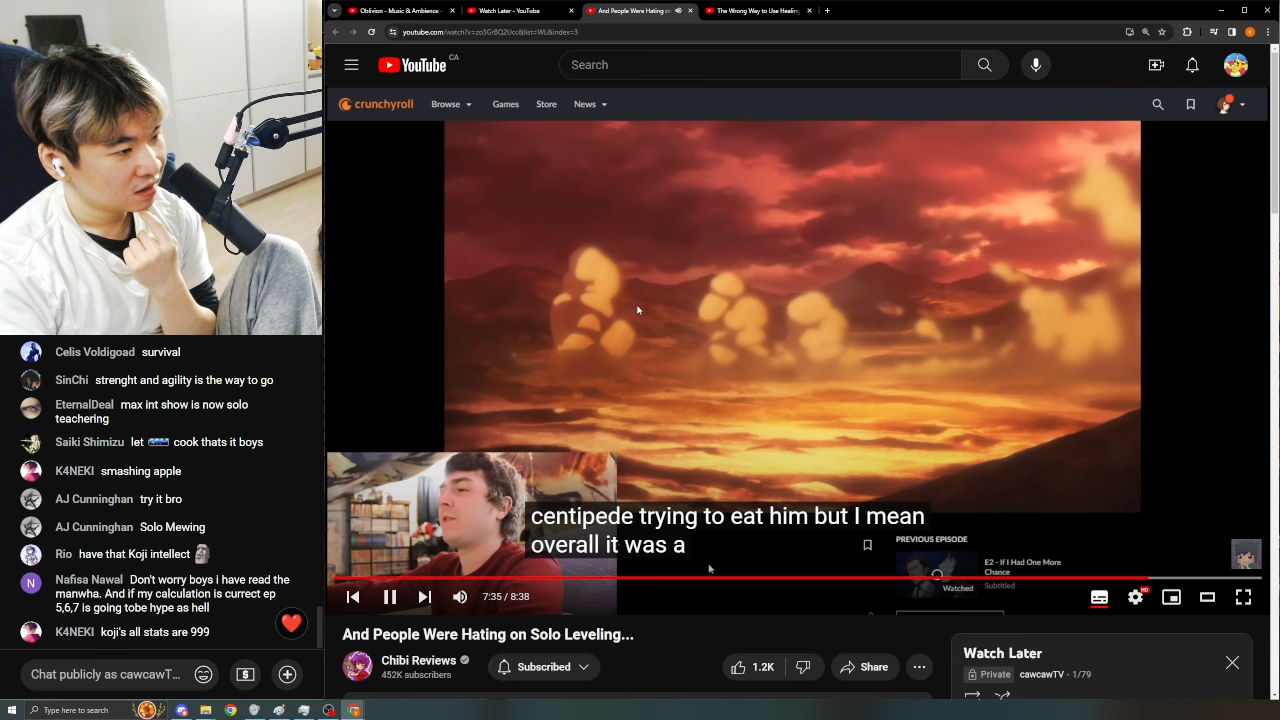 Oblivion - Music & Ambience
Watch Later - YouTube
And People Were Hating on
The Wrong Way to Use Healing
youtube.com/watch?v=zo3GrBQ2Ucc&list=WL&index=3
YouTube CA
Search
crunchyroll
Browse
Games
Store
News
centipede trying to eat him but I mean
overall it was a
PREVIOUS EPISODE
E2 - If I Had One More
Chance
Watched
Subtitled
7:35 / 8:38
HD
And People Were Hating on Solo Leveling...
Chibi Reviews
452K subscribers
Subscribed
1.2K
Share
Watch Later
Private
cawcawTV - 1/79
Celis Voldigoad survival
SinChi strenght and agility is the way to go
EternalDeal max int show is now solo
teachering
Saiki Shimizu let cook thats it boys
K4NEKI smashing apple
AJ Cunninghan try it bro
AJ Cunninghan Solo Mewing
Rio have that Koji intellect
N
Nafisa Nawal Don't worry boys i have read the
manwha. And if my calculation is currect ep
5,6,7 is going tobe hype as hell
K4NEKI koji's all stats are 999
Chat publicly as cawcawT...
Type here to search